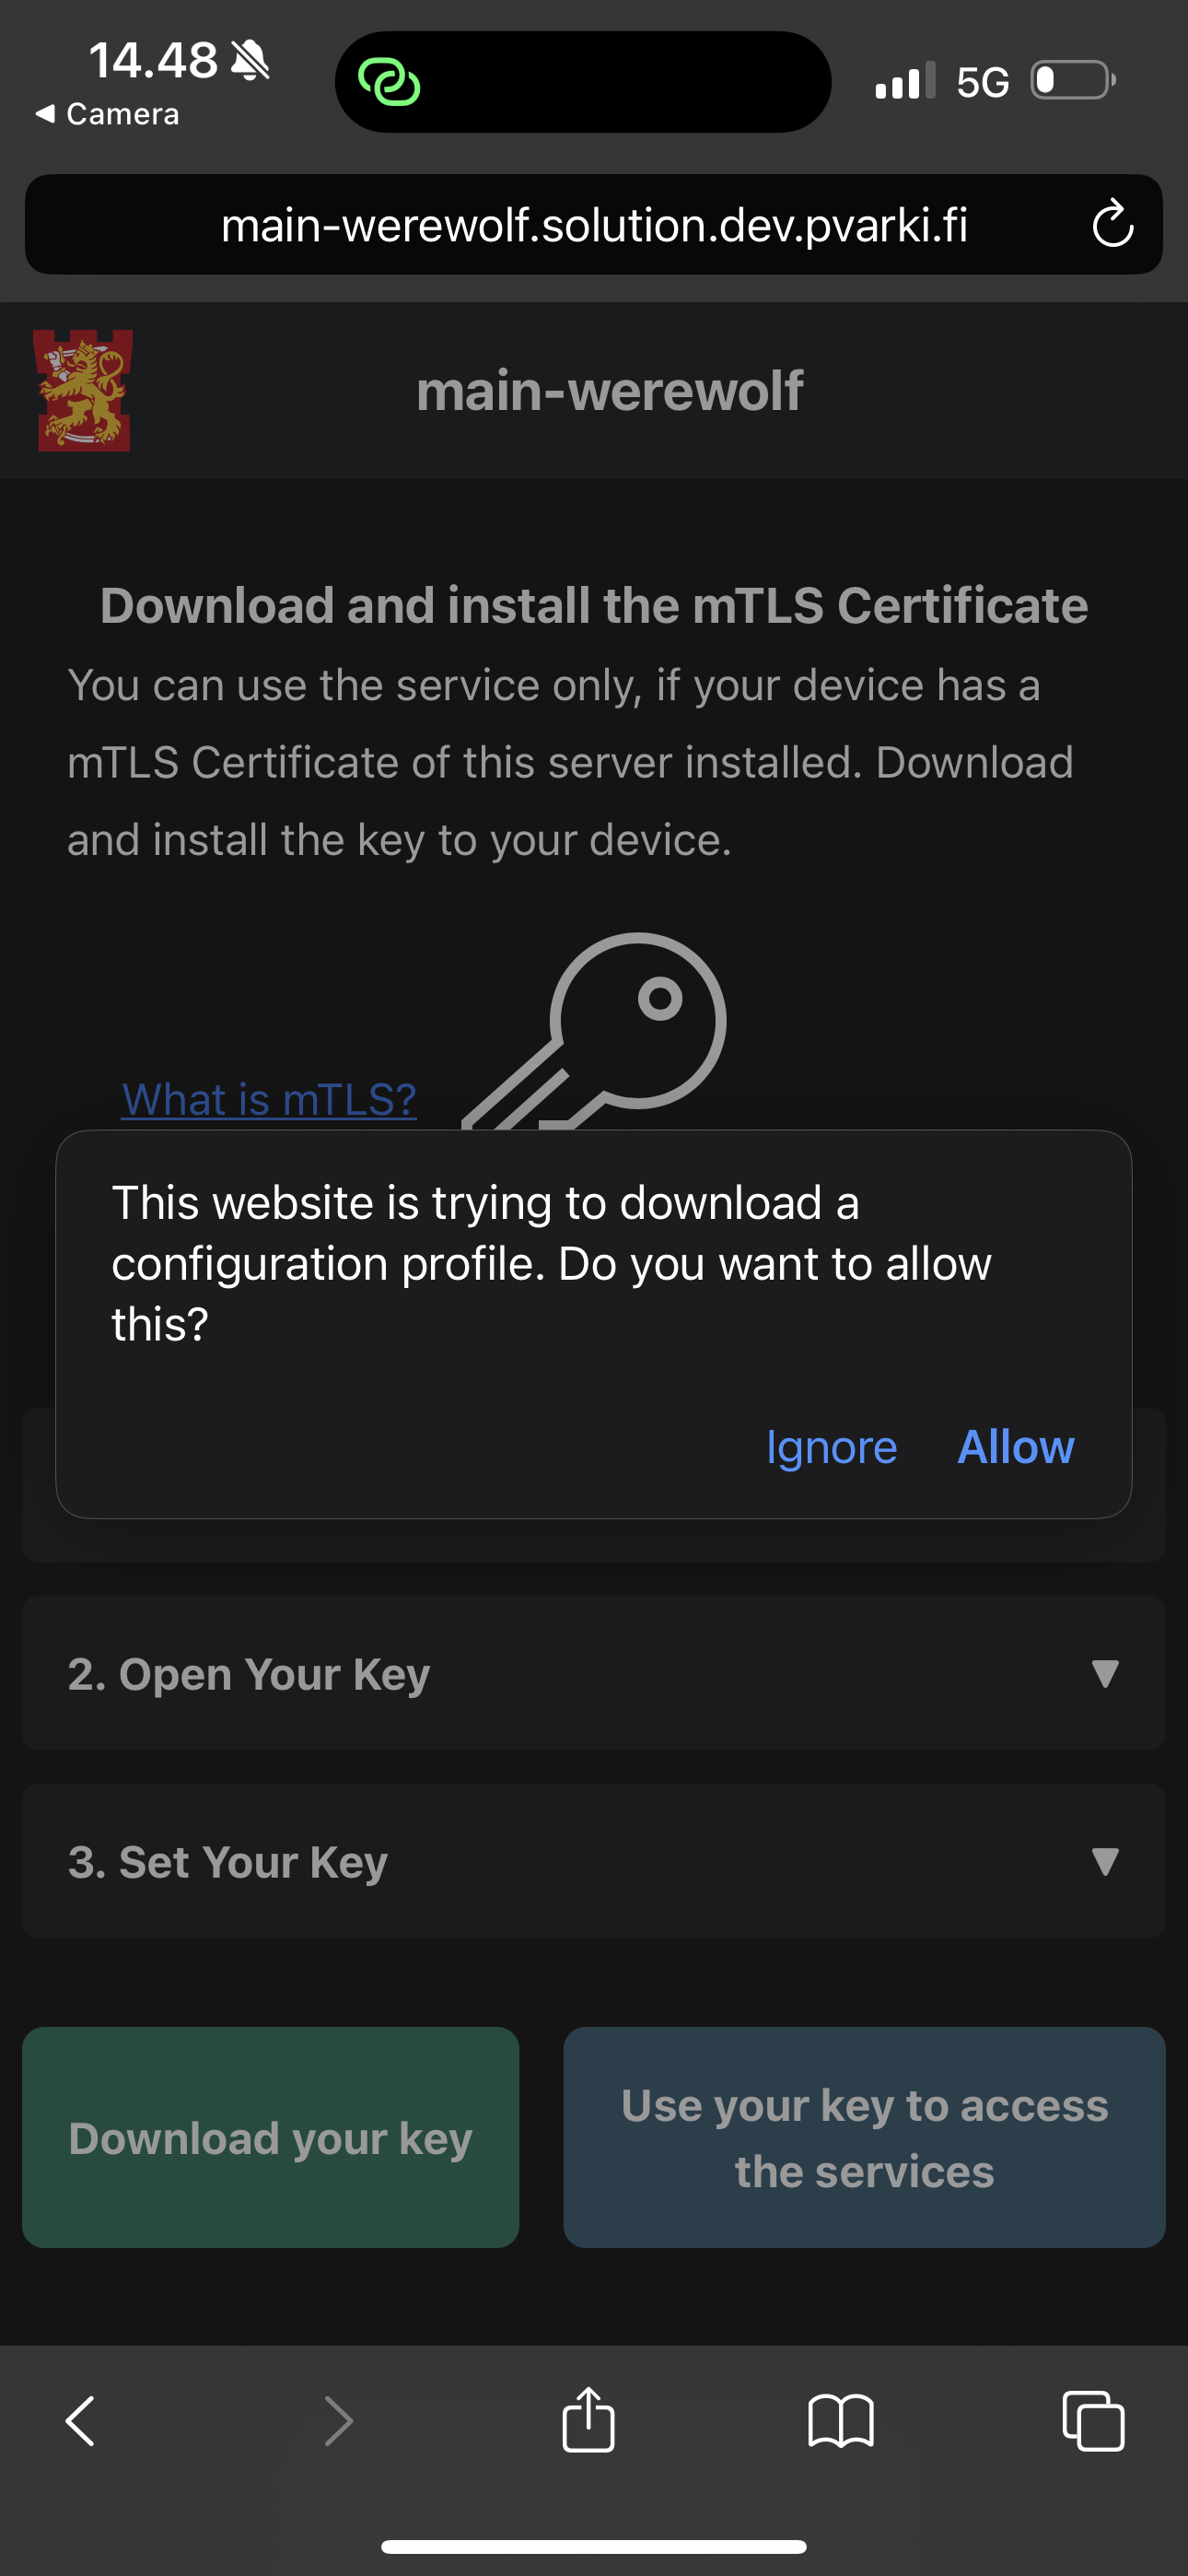 14.48
Camera
5G
main-werewolf.solution.dev.pvarki.fi
main-werewolf
Download and install the mTLS Certificate
You can use the service only, if your device has a
mTLS Certificate of this server installed. Download
and install the key to your device.
What is mTLS?
This website is trying to download a
configuration profile. Do you want to allow
this?
Ignore
Allow
2. Open Your Key
3. Set Your Key
Download your key
Use your key to access
the services